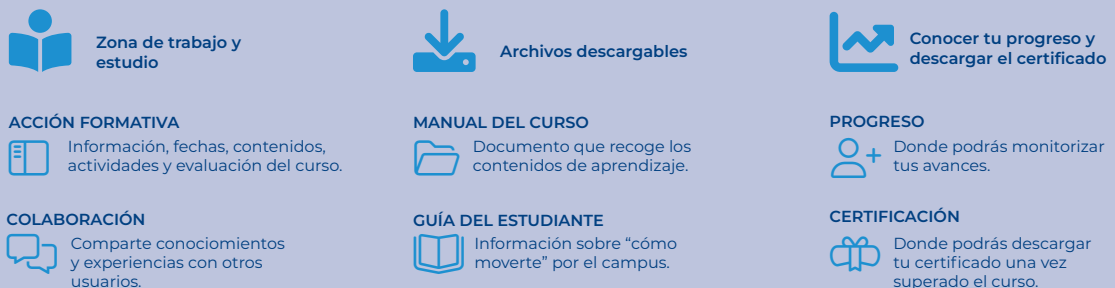 Zona de trabajo y
estudio
Archivos descargables
Conocer tu progreso y
descargar el certificado
ACCIÓN FORMATIVA
Información, fechas, contenidos,
actividades y evaluación del curso.
MANUAL DEL CURSO
Documento que recoge los
contenidos de aprendizaje.
PROGRESO
Donde podrás monitorizar
tus avances.
COLABORACIÓN
Comparte conociomientos
y experiencias con otros
usuarios.
GUÍA DEL ESTUDIANTE
Información sobre “cómo
moverte” por el campus.
CERTIFICACIÓN
Donde podrás descargar
tu certificado una vez
superado el curso.